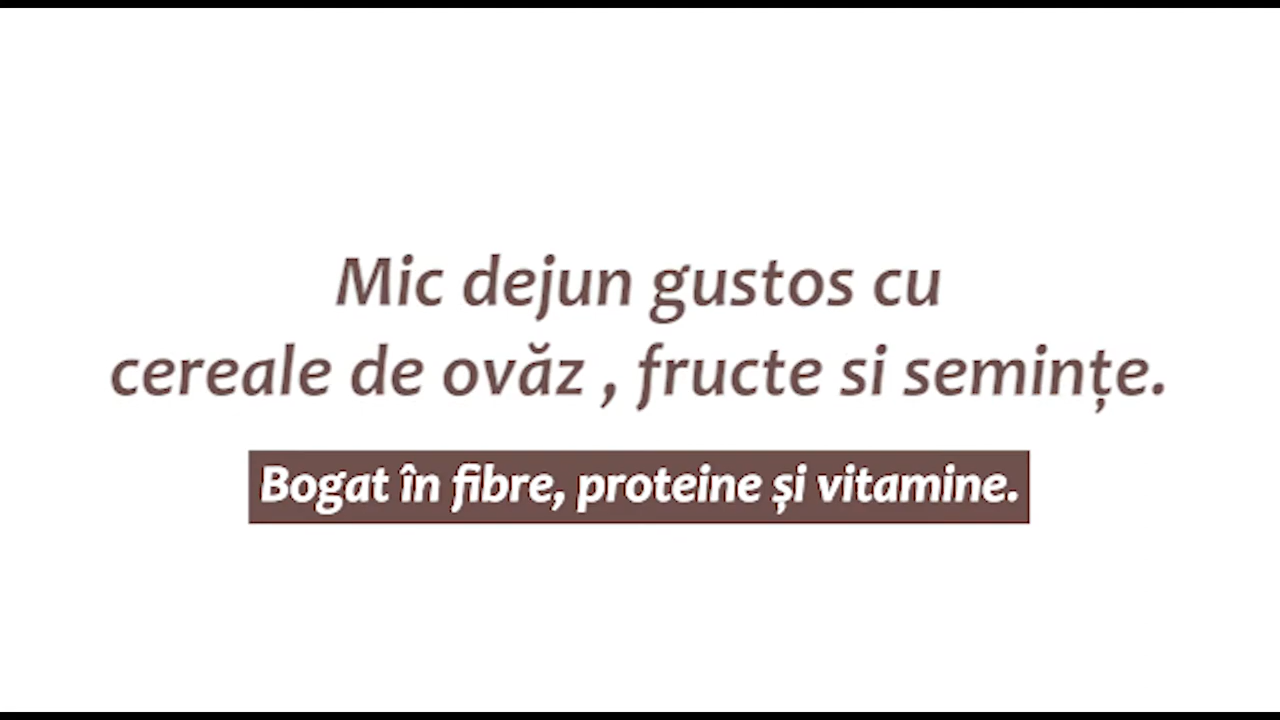 Mic dejun gustos cu
cereale de ovăz , fructe si semințe.
Bogat în fibre, proteine și vitamine.